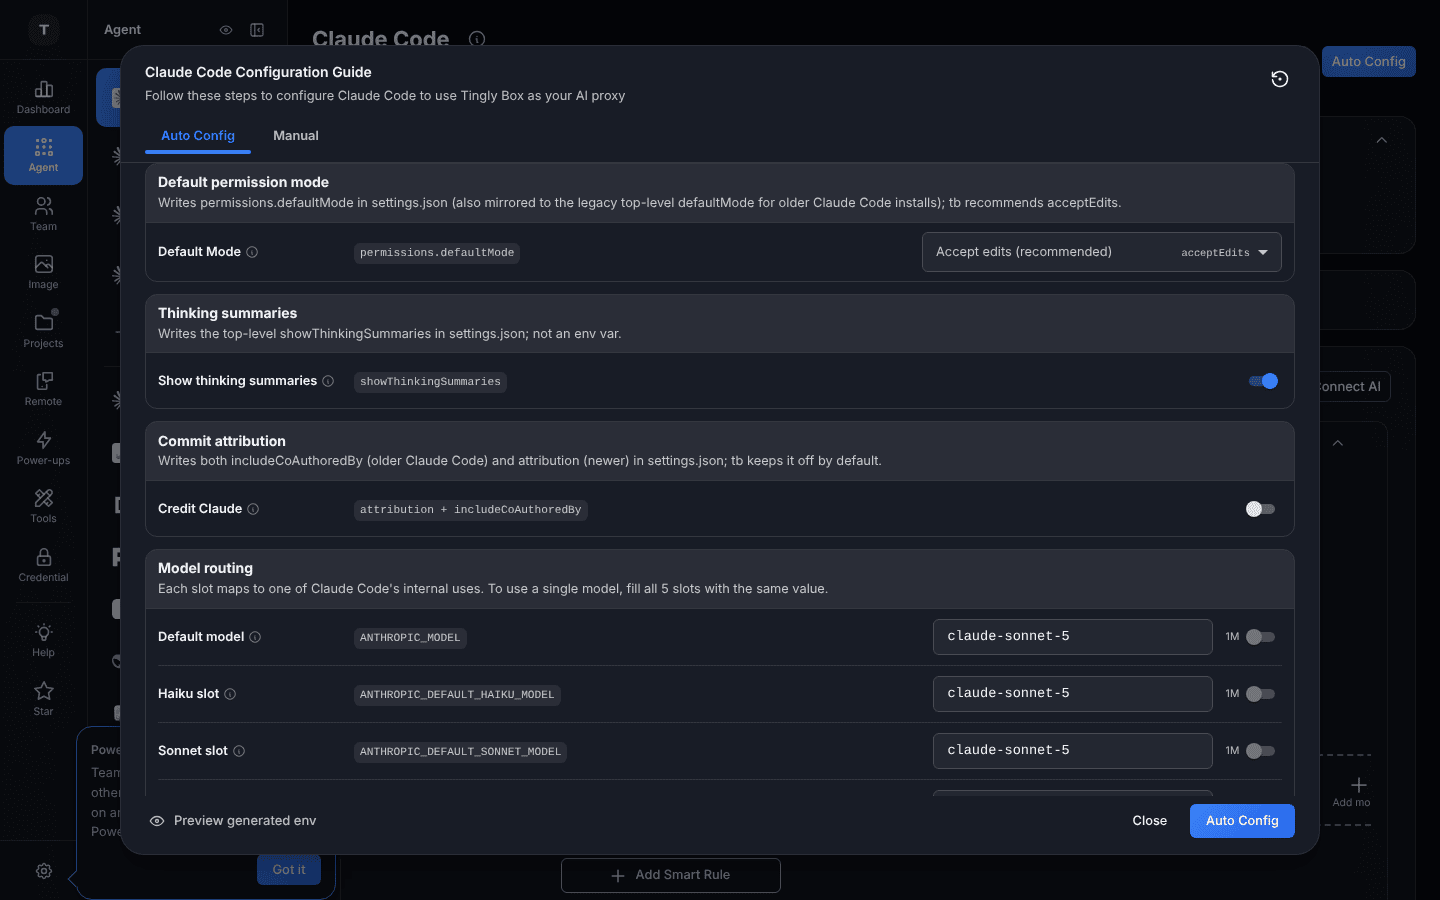 T
Agent
Claude Code
Auto Config
Dashboard
Agent
Team
Image
Projects
Remote
Power-ups
Tools
Credential
Help
Star
Claude Code Configuration Guide
Follow these steps to configure Claude Code to use Tingly Box as your AI proxy
Auto Config
Manual
Default permission mode
Writes permissions.defaultMode in settings.json (also mirrored to the legacy top-level defaultMode for older Claude Code installs); tb recommends acceptEdits.
Default Mode
permissions.defaultMode
Accept edits (recommended)
acceptEdits
Thinking summaries
Writes the top-level showThinkingSummaries in settings.json; not an env var.
Show thinking summaries
showThinkingSummaries
Commit attribution
Writes both includeCoAuthoredBy (older Claude Code) and attribution (newer) in settings.json; tb keeps it off by default.
Credit Claude
attribution + includeCoAuthoredBy
Model routing
Each slot maps to one of Claude Code's internal uses. To use a single model, fill all 5 slots with the same value.
Default model
ANTHROPIC_MODEL
claude-sonnet-5
1M
Haiku slot
ANTHROPIC_DEFAULT_HAIKU_MODEL
claude-sonnet-5
1M
Sonnet slot
ANTHROPIC_DEFAULT_SONNET_MODEL
claude-sonnet-5
1M
Preview generated env
Close
Auto Config
onnect AI
Add mo
Powe
Team
other
on a
Powe
Got it
Add Smart Rule